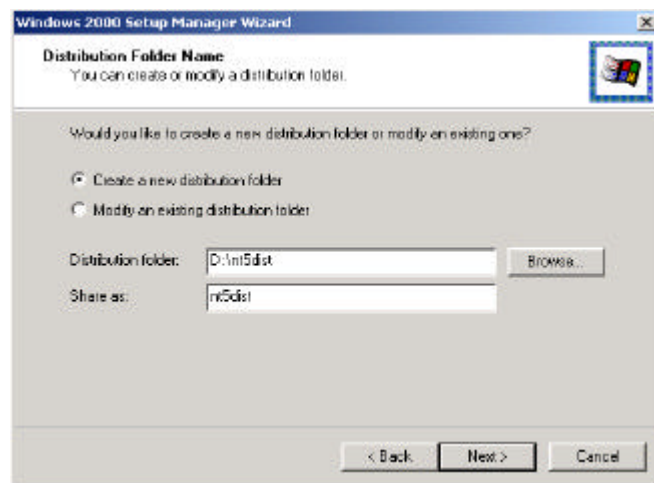 Windows 2000 Setup Manager Wizard
Distribution Folder Name
You can create or modify a distribution folder.
Would you like to create a new distribution folder or modify an existing one?
Create a new distribution folder
Modify an existing distribution folder
Distribution folder: D:\nt5dist Browse...
Share as: nt5dist
< Back Next > Cancel